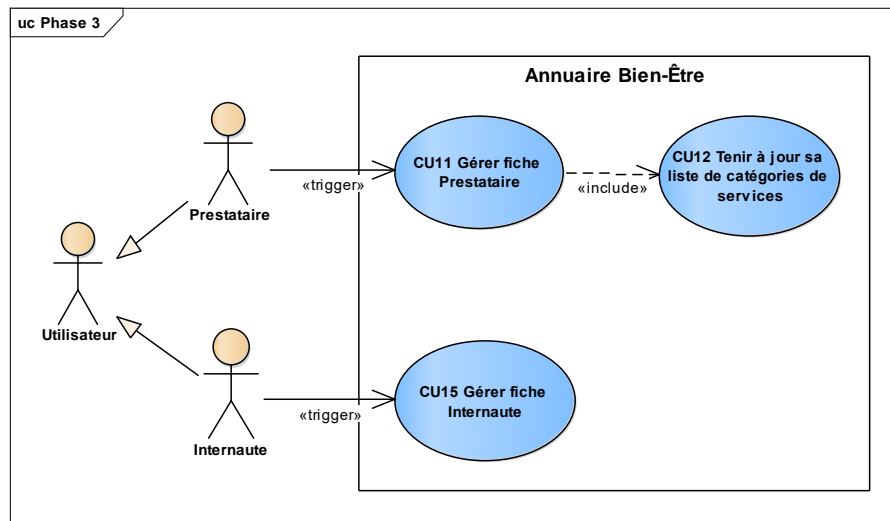 uc Phase 3
Annuaire Bien-Être
Prestataire
«trigger»
CU11 Gérer fiche
Prestataire
«include»
CU12 Tenir à jour sa
liste de catégories de
services
Utilisateur
Internaute
«trigger»
CU15 Gérer fiche
Internaute